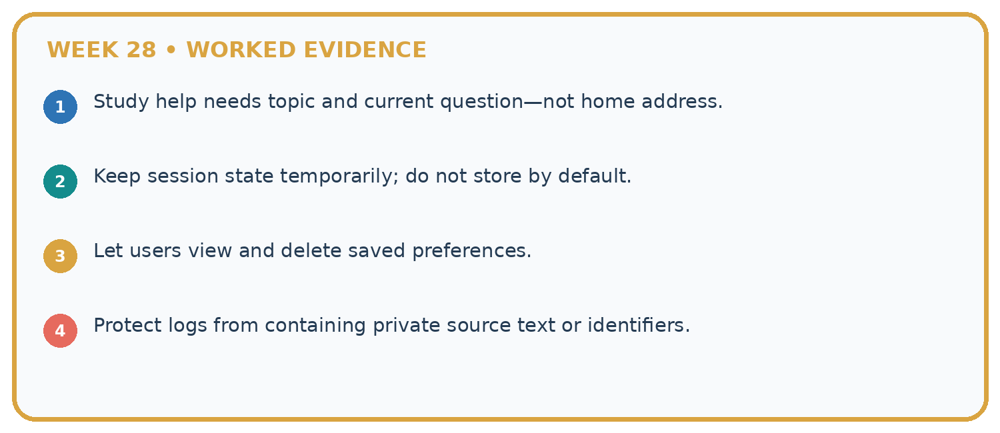 WEEK 28 • WORKED EVIDENCE
1 Study help needs topic and current question—not home address.
2 Keep session state temporarily; do not store by default.
3 Let users view and delete saved preferences.
4 Protect logs from containing private source text or identifiers.